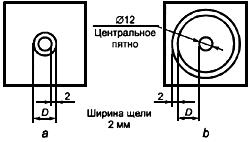 Ø12
Центральное
пятно
2
D
2
D
Ширина щели
2 мм
a
b